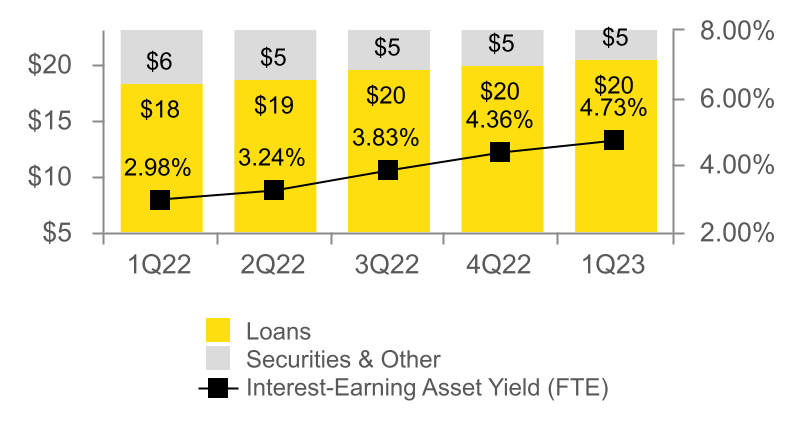 8.00%
$6 $5 $5 $5 $5
$20
$18 $19 $20 $20 $20
6.00%
$15
2.98% 3.24% 3.83% 4.36% 4.73%
$10
4.00%
$5
2.00%
1Q22 2Q22 3Q22 4Q22 1Q23
Loans
Securities & Other
Interest-Earning Asset Yield (FTE)